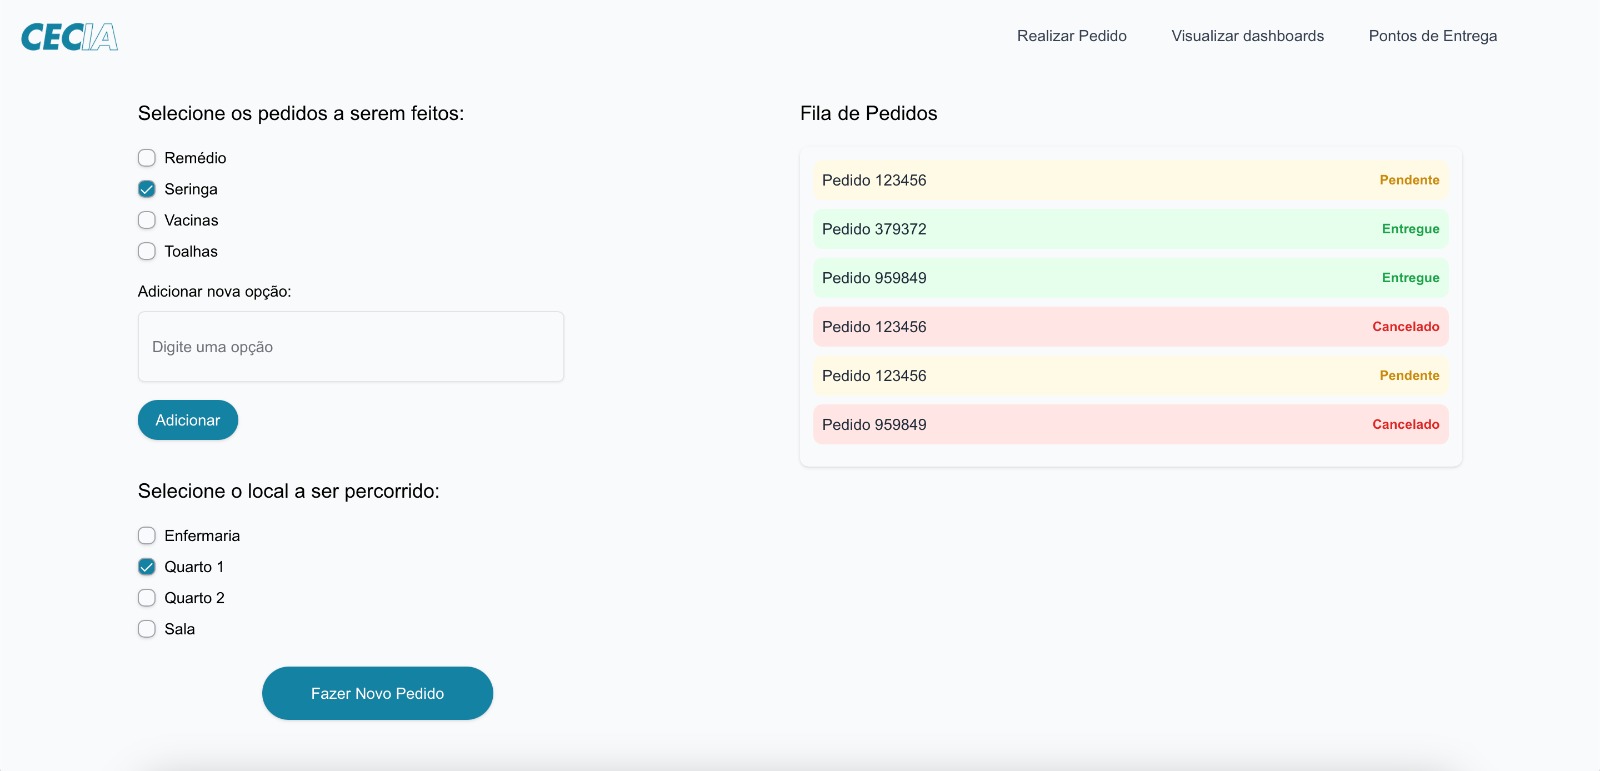 CECIA
Realizar Pedido
Visualizar dashboards
Pontos de Entrega
Selecione os pedidos a serem feitos:
Remédio
Seringa
Vacinas
Toalhas
Adicionar nova opção:
Digite uma opção
Adicionar
Selecione o local a ser percorrido:
Enfermaria
Quarto 1
Quarto 2
Sala
Fazer Novo Pedido
Fila de Pedidos
Pedido 123456 Pendente
Pedido 379372 Entregue
Pedido 959849 Entregue
Pedido 123456 Cancelado
Pedido 123456 Pendente
Pedido 959849 Cancelado